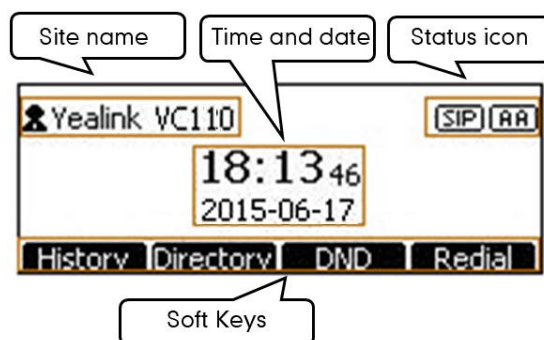 Site name
Time and date
Status icon
Yealink VC110
SIP AA
18:13 46
2015-06-17
History Directory DND Redial
Soft Keys